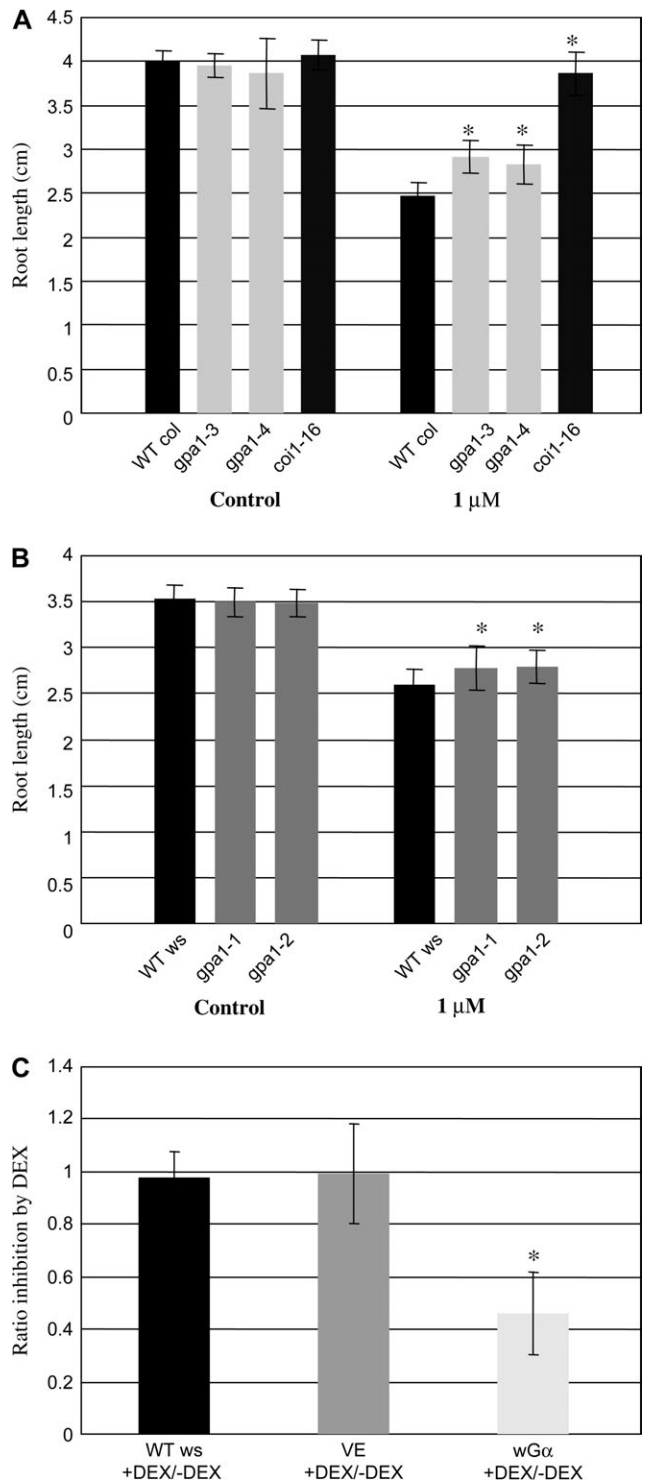 A
4.5
4
3.5
3
2.5
2
1.5
1
0.5
0
Root length (cm)
* * *
WT col gpa1-3 gpa1-4 coi1-16 WT col gpa1-3 gpa1-4 coi1-16
Control 1 μM
B
4
3.5
3
2.5
2
1.5
1
0.5
0
Root length (cm)
* *
WT ws gpa1-1 gpa1-2 WT ws gpa1-1 gpa1-2
Control 1 μM
C
1.4
1.2
1
0.8
0.6
0.4
0.2
0
Ratio inhibition by DEX
*
WT ws VE wGα
+DEX/-DEX +DEX/-DEX +DEX/-DEX